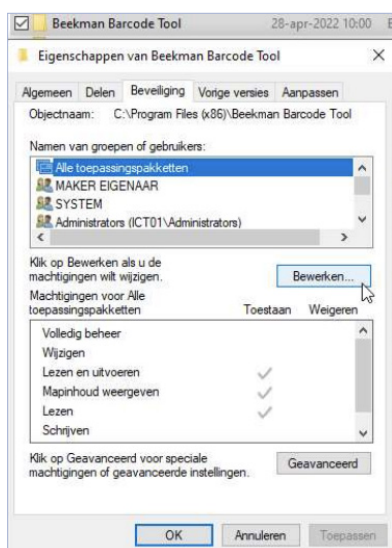 Beekman Barcode Tool 28-apr-2022 10:00
Eigenschappen van Beekman Barcode Tool
Algemeen Delen Beveiliging Vorige versies Aanpassen
Objectnaam: C:\Program Files (x86)\Beekman Barcode Tool
Namen van groepen of gebruikers:
Alle toepassingspakketten
MAKER EIGENAAR
SYSTEM
Administrators (ICT01\Administrators)
Klik op Bewerken als u de
machtigingen wilt wijzigen.
Bewerken...
Machtigingen voor Alle
toepassingspakketten Toestaan Weigeren
Volledig beheer
Wijzigen
Lezen en uitvoeren
Mapinhoud weergeven
Lezen
Schrijven
Klik op Geavanceerd voor speciale
machtigingen of geavanceerde instellingen.
Geavanceerd
OK Annuleren Toepassen